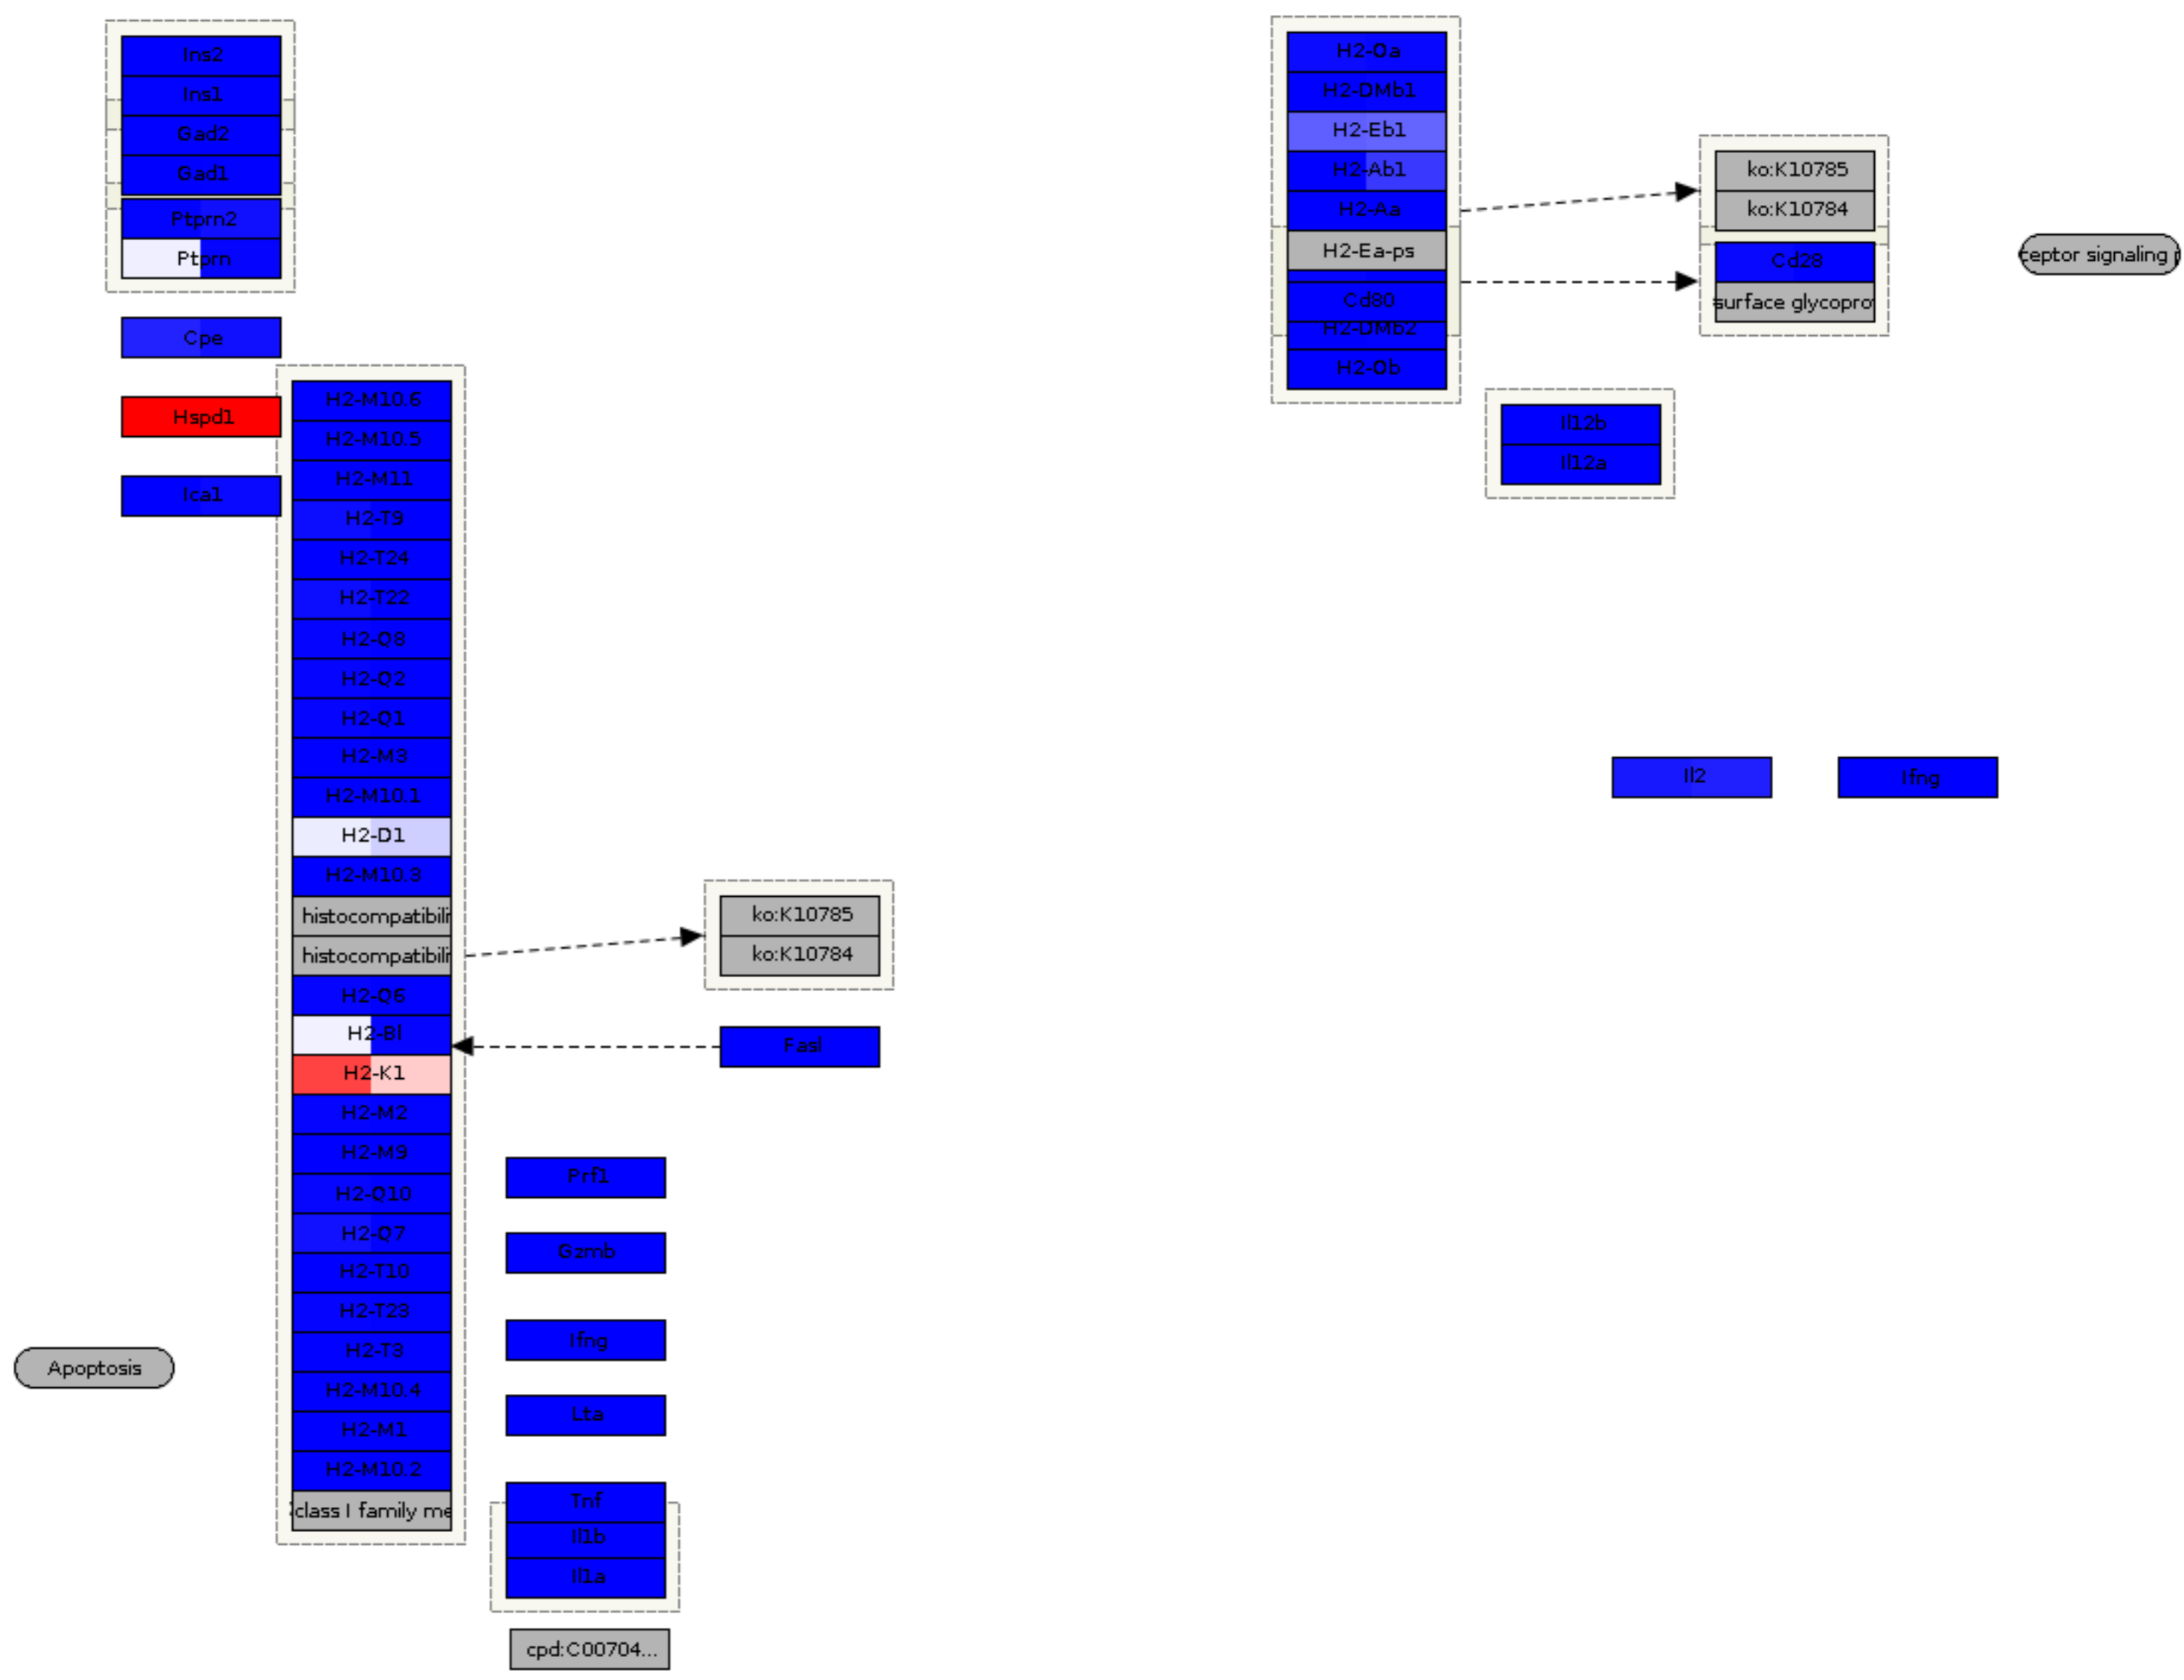 Ins2
Ins1
Gad2
Gad1
Ptprn2
Ptprn
Cpe
Hspd1
Ica1
H2-M10.6
H2-M10.5
H2-M11
H2-T9
H2-T24
H2-T22
H2-Q8
H2-Q2
H2-Q1
H2-M3
H2-M10.1
H2-D1
H2-M10.3
histocompatibili
histocompatibili
H2-Q6
H2-Bl
H2-K1
H2-M2
H2-M9
H2-Q10
H2-Q7
H2-T10
H2-T23
H2-T3
H2-M10.4
H2-M1
H2-M10.2
class I family me
Apoptosis
ko:K10785
ko:K10784
Fasl
Prf1
Gzmb
Ifng
Lta
Tnf
Il1b
Il1a
cpd:C00704...
H2-Oa
H2-DMb1
H2-Eb1
H2-Ab1
H2-Aa
H2-Ea-ps
Cd80
H2-DMb2
H2-Ob
ko:K10785
ko:K10784
Cd28
surface glycopro
Il12b
Il12a
Il2
Ifng
ceptor signaling p